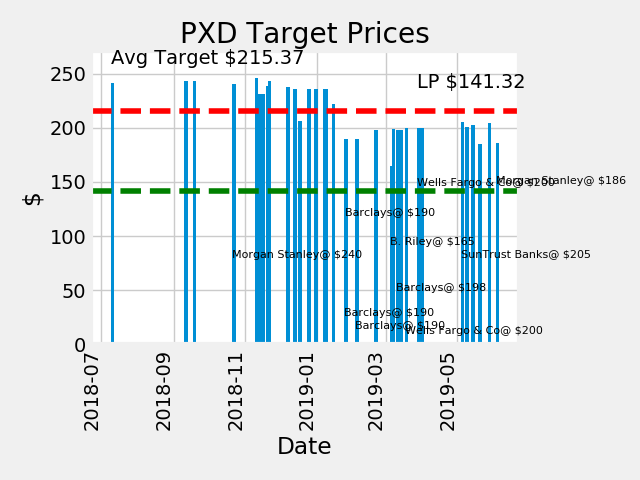 PXD Target Prices
Avg Target $215.37
LP $141.32
250
200
150
100
50
0
$
Wells Fargo & Co@ $200
Morgan Stanley@ $186
Barclays@ $190
B. Riley@ $165
Morgan Stanley@ $240
SunTrust Banks@ $205
Barclays@ $198
Barclays@ $190
Barclays@ $190
Wells Fargo & Co@ $200
2018-07
2018-09
2018-11
2019-01
2019-03
2019-05
Date